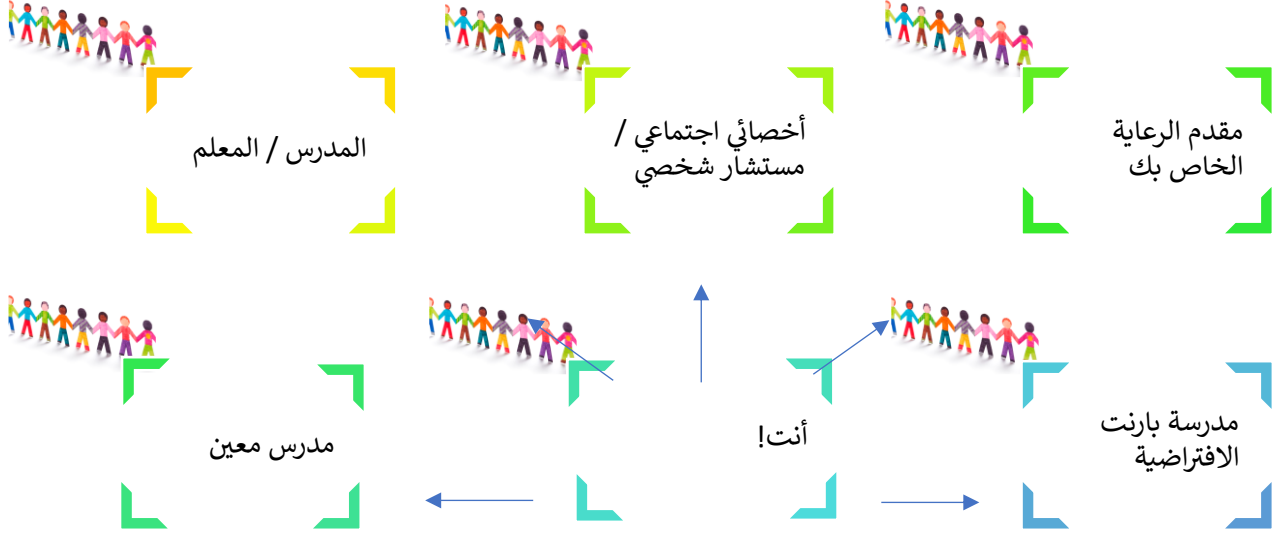 مقدم الرعاية
الخاص بك
أخصائي اجتماعي /
مستشار شخصي
المدرس / المعلم
مدرسة بارنت
الافتراضية
أنت!
مدرس معين